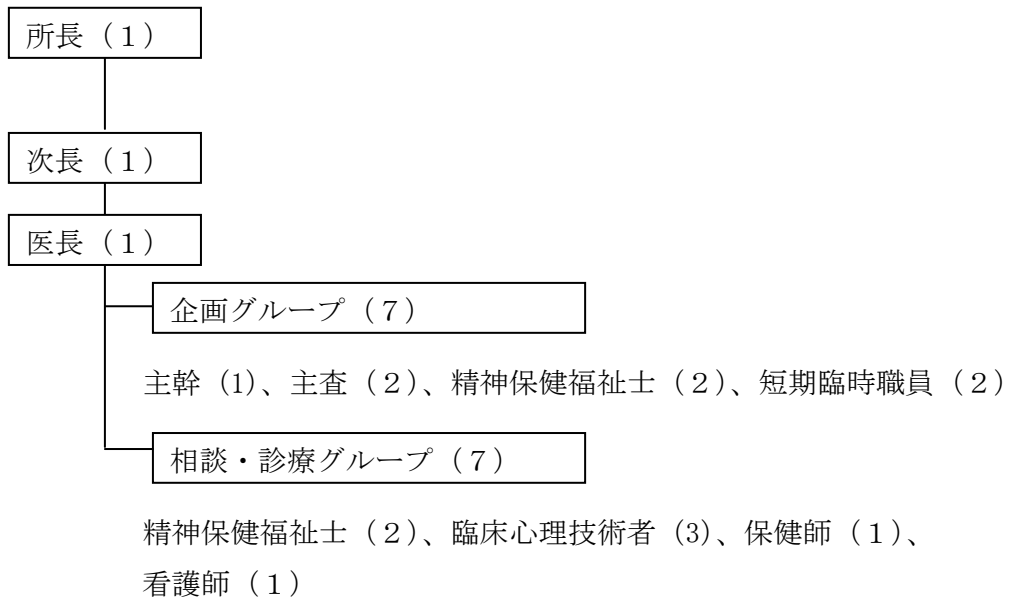 所長（１）
次長（１）
医長（１）
企画グループ（７）
主幹 (1)、主査（２）、精神保健福祉士（２）、短期臨時職員（２）
相談・診療グループ（７）
精神保健福祉士（２）、臨床心理技術者 (3)、保健師（１）、
看護師（１）